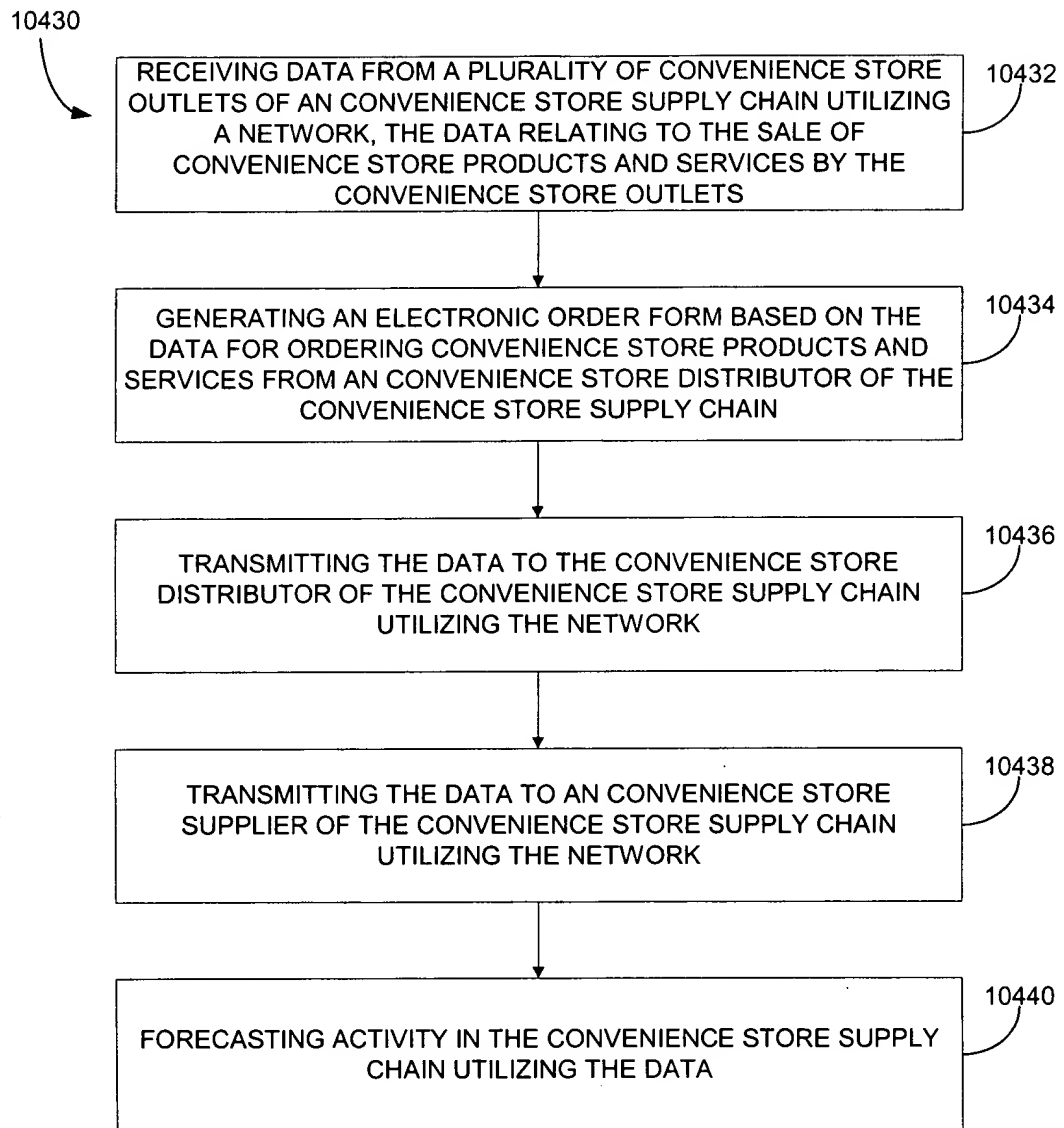 10430
RECEIVING DATA FROM A PLURALITY OF CONVENIENCE STORE
OUTLETS OF AN CONVENIENCE STORE SUPPLY CHAIN UTILIZING
A NETWORK, THE DATA RELATING TO THE SALE OF
CONVENIENCE STORE PRODUCTS AND SERVICES BY THE
CONVENIENCE STORE OUTLETS
10432
GENERATING AN ELECTRONIC ORDER FORM BASED ON THE
DATA FOR ORDERING CONVENIENCE STORE PRODUCTS AND
SERVICES FROM AN CONVENIENCE STORE DISTRIBUTOR OF THE
CONVENIENCE STORE SUPPLY CHAIN
10434
TRANSMITTING THE DATA TO THE CONVENIENCE STORE
DISTRIBUTOR OF THE CONVENIENCE STORE SUPPLY CHAIN
UTILIZING THE NETWORK
10436
TRANSMITTING THE DATA TO AN CONVENIENCE STORE
SUPPLIER OF THE CONVENIENCE STORE SUPPLY CHAIN
UTILIZING THE NETWORK
10438
FORECASTING ACTIVITY IN THE CONVENIENCE STORE SUPPLY
CHAIN UTILIZING THE DATA
10440